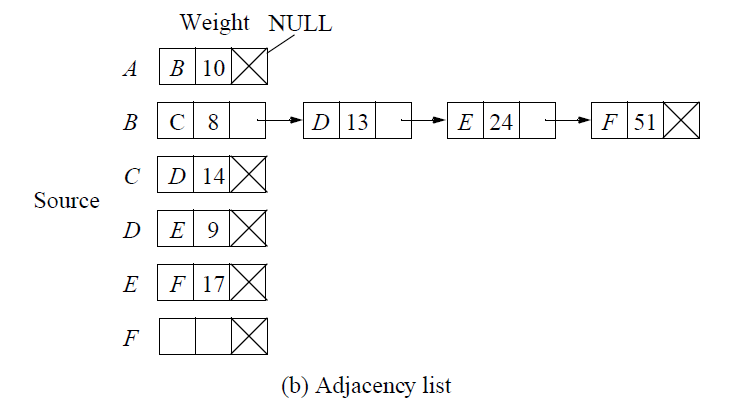 Weight NULL
A B 10
B C 8 D 13 E 24 F 51
C D 14
Source
D E 9
E F 17
F
(b) Adjacency list